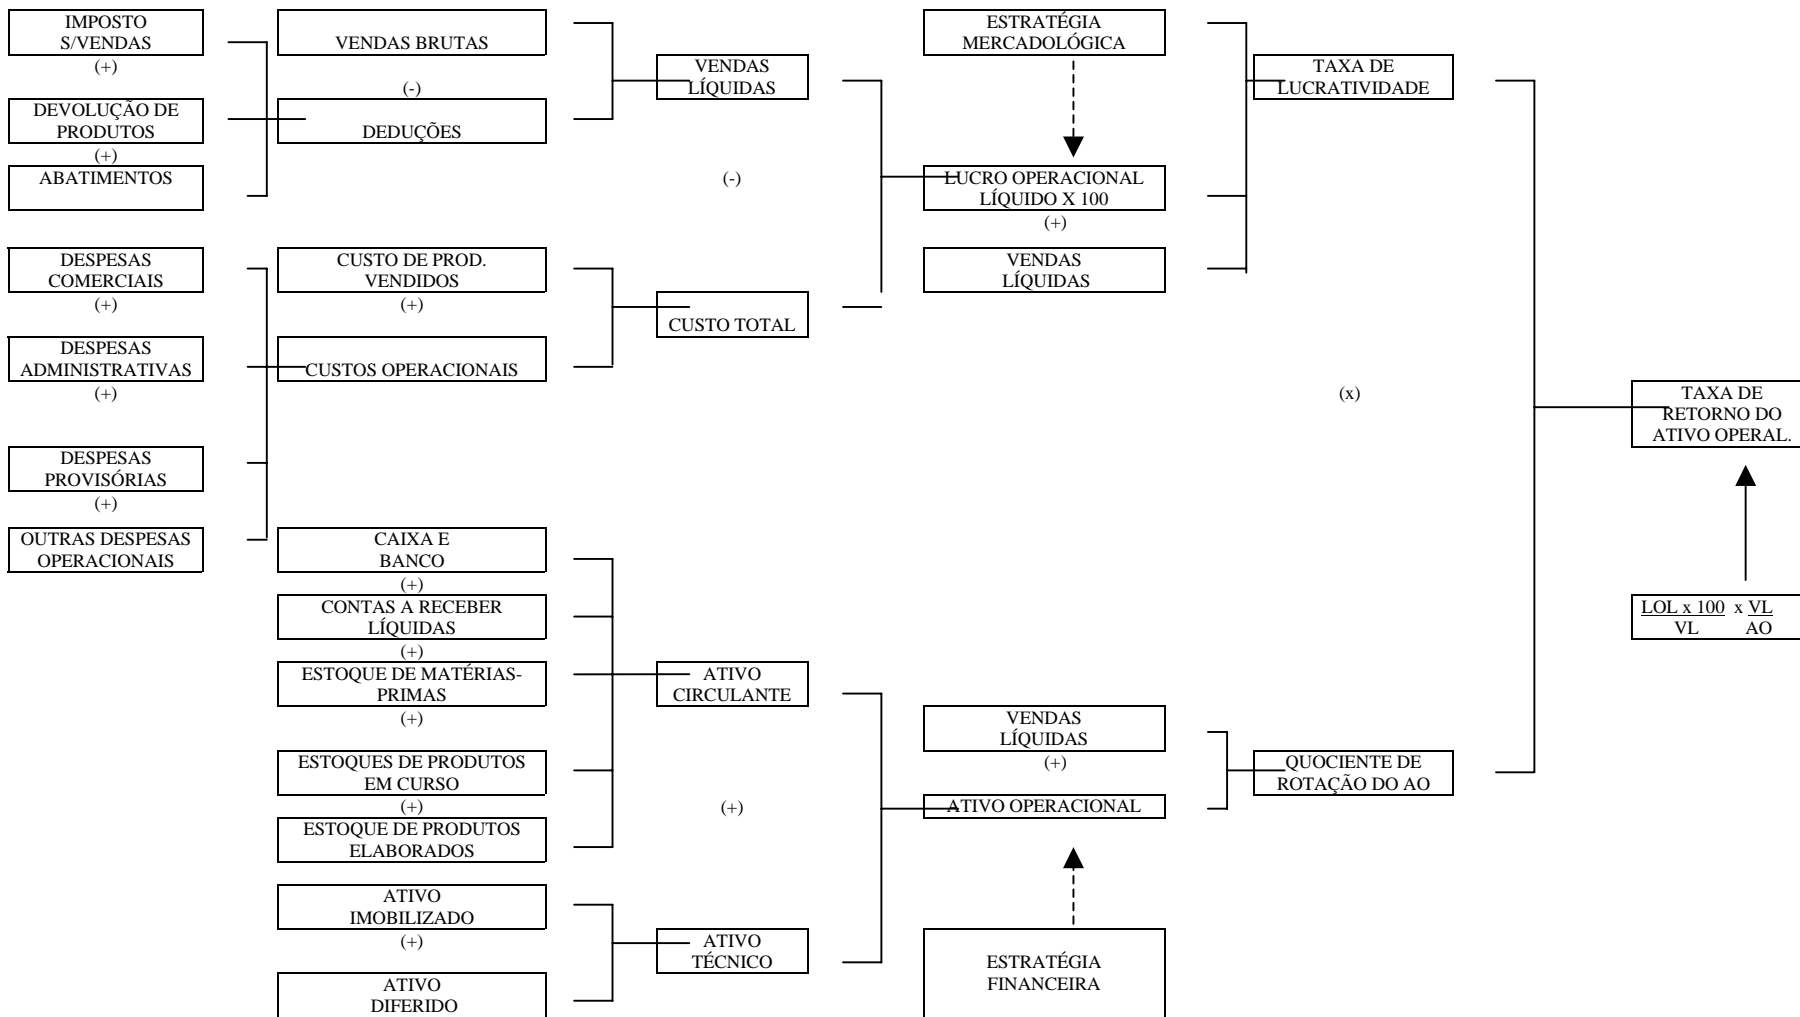 IMPOSTO
S/VENDAS
(+)
DEVOLUÇÃO DE
PRODUTOS
(+)
ABATIMENTOS
DESPESAS
COMERCIAIS
(+)
DESPESAS
ADMINISTRATIVAS
(+)
DESPESAS
PROVISÓRIAS
(+)
OUTRAS DESPESAS
OPERACIONAIS
VENDAS BRUTAS
(-)
DEDUÇÕES
CUSTO DE PROD.
VENDIDOS
(+)
CUSTOS OPERACIONAIS
CAIXA E
BANCO
(+)
CONTAS A RECEBER
LÍQUIDAS
(+)
ESTOQUE DE MATÉRIAS-
PRIMAS
(+)
ESTOQUES DE PRODUTOS
EM CURSO
(+)
ESTOQUE DE PRODUTOS
ELABORADOS
ATIVO
IMOBILIZADO
(+)
ATIVO
DIFERIDO
VENDAS
LÍQUIDAS
(-)
CUSTO TOTAL
ATIVO
CIRCULANTE
(+)
ATIVO
TÉCNICO
ESTRATÉGIA
MERCADOLÓGICA
LUCRO OPERACIONAL
LÍQUIDO X 100
(+)
VENDAS
LÍQUIDAS
VENDAS
LÍQUIDAS
(+)
ATIVO OPERACIONAL
ESTRATÉGIA
FINANCEIRA
TAXA DE
LUCRATIVIDADE
(x)
QUOCIENTE DE
ROTAÇÃO DO AO
TAXA DE
RETORNO DO
ATIVO OPERAL.
LOL x 100 x VL
VL AO